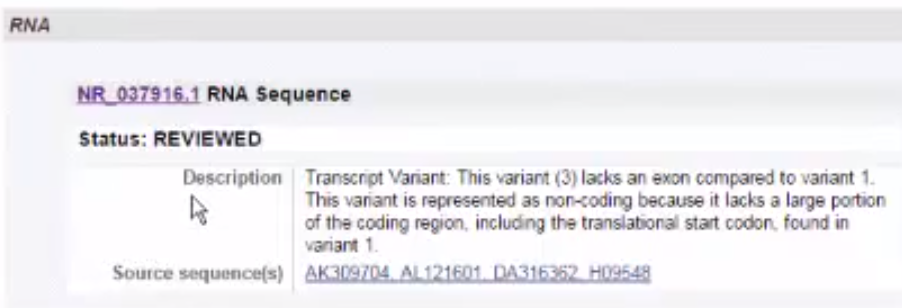 RNA
NR_037916.1 RNA Sequence
Status: REVIEWED
Description Transcript Variant: This variant (3) lacks an exon compared to variant 1.
This variant is represented as non-coding because it lacks a large portion
of the coding region, including the translational start codon, found in
variant 1.
Source sequence(s) AK309704, AL121601, DA316362, H09548